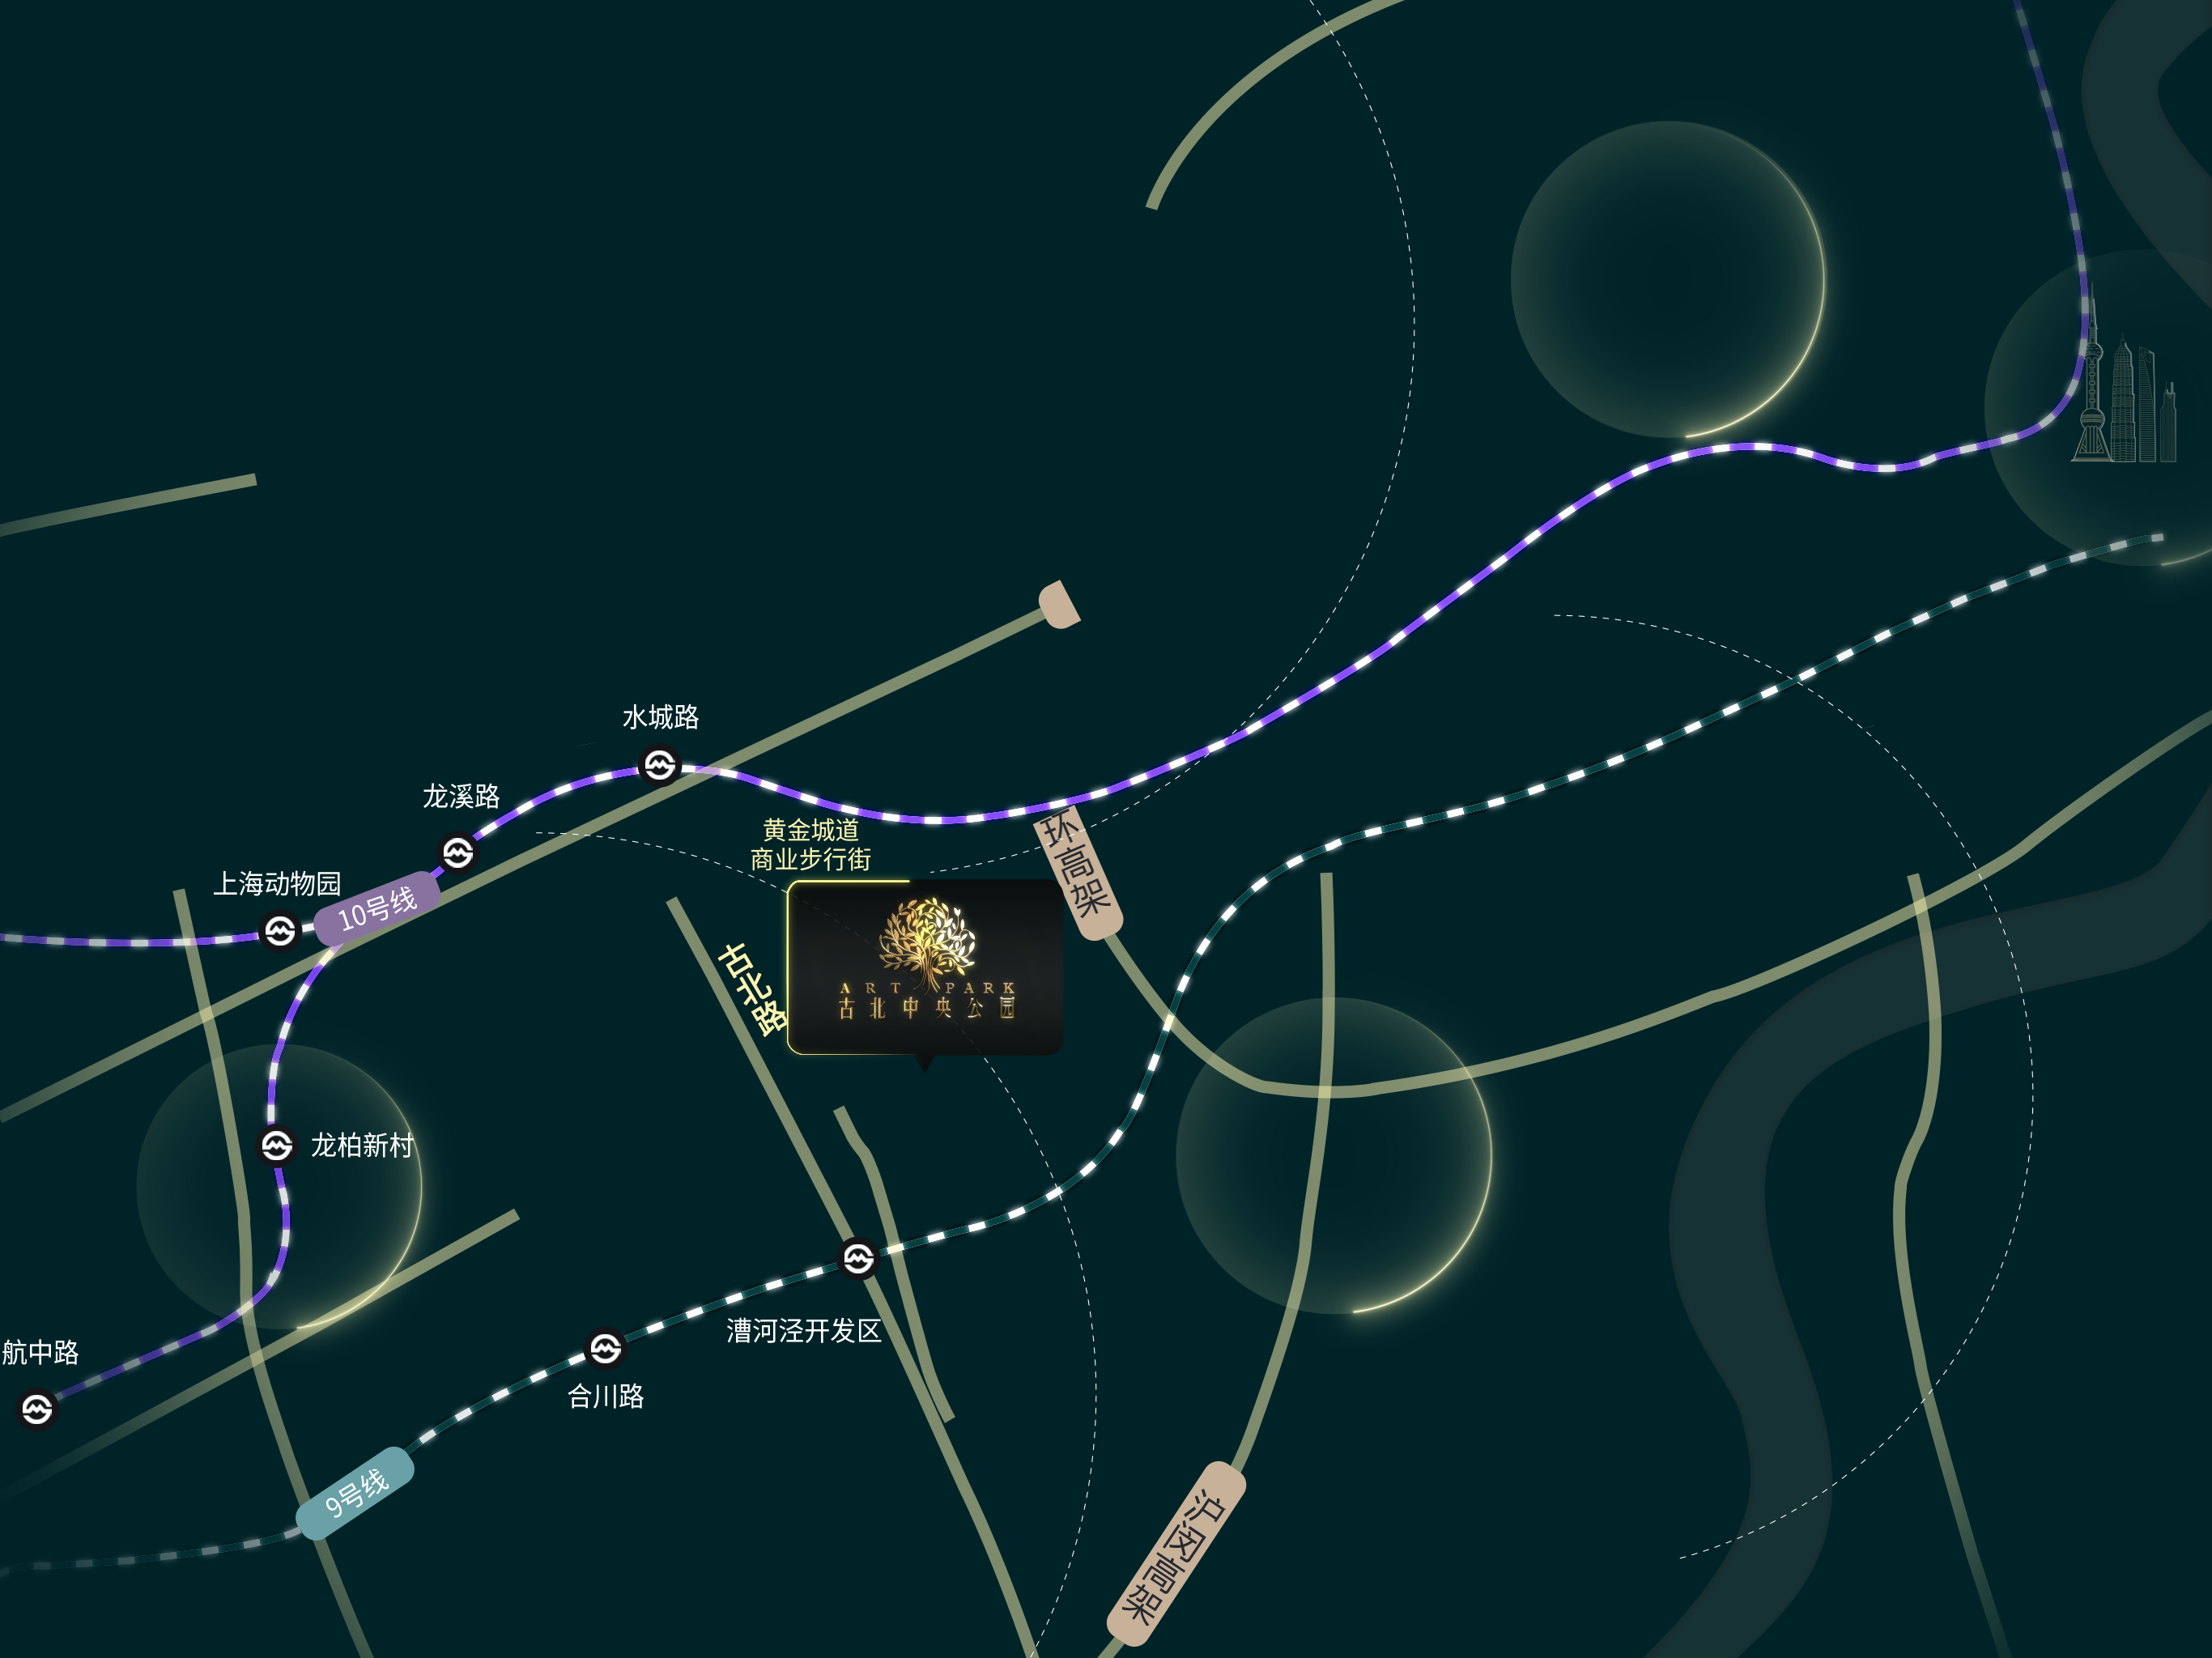 水城路
龙溪路
黄金城道
商业步行街
环高架
上海动物园
10号线
古北路
ART PARK
古北中央公园
龙柏新村
漕河泾开发区
航中路
合川路
9号线
沪闵高架